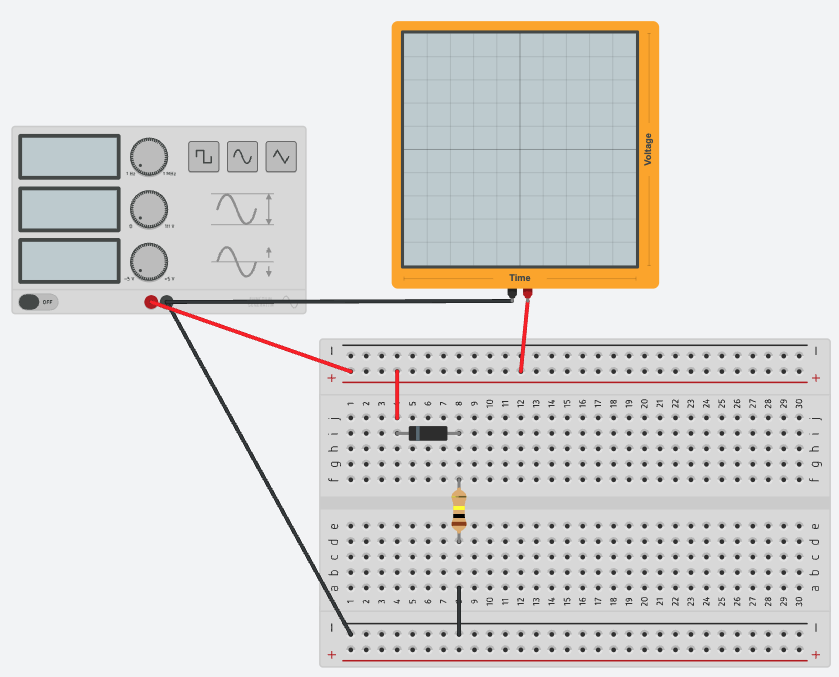 Voltage
1 Hz 1 MHz
0 10 V
-5 V +5 V
Time
OFF
− −
+ +
1 2 3 4 5 6 7 8 9 10 11 12 13 14 15 16 17 18 19 20 21 22 23 24 25 26 27 28 29 30
j j
i i
h h
g g
f f
e e
d d
c c
b b
a a
1 2 3 4 5 6 7 8 9 10 11 12 13 14 15 16 17 18 19 20 21 22 23 24 25 26 27 28 29 30
− −
+ +